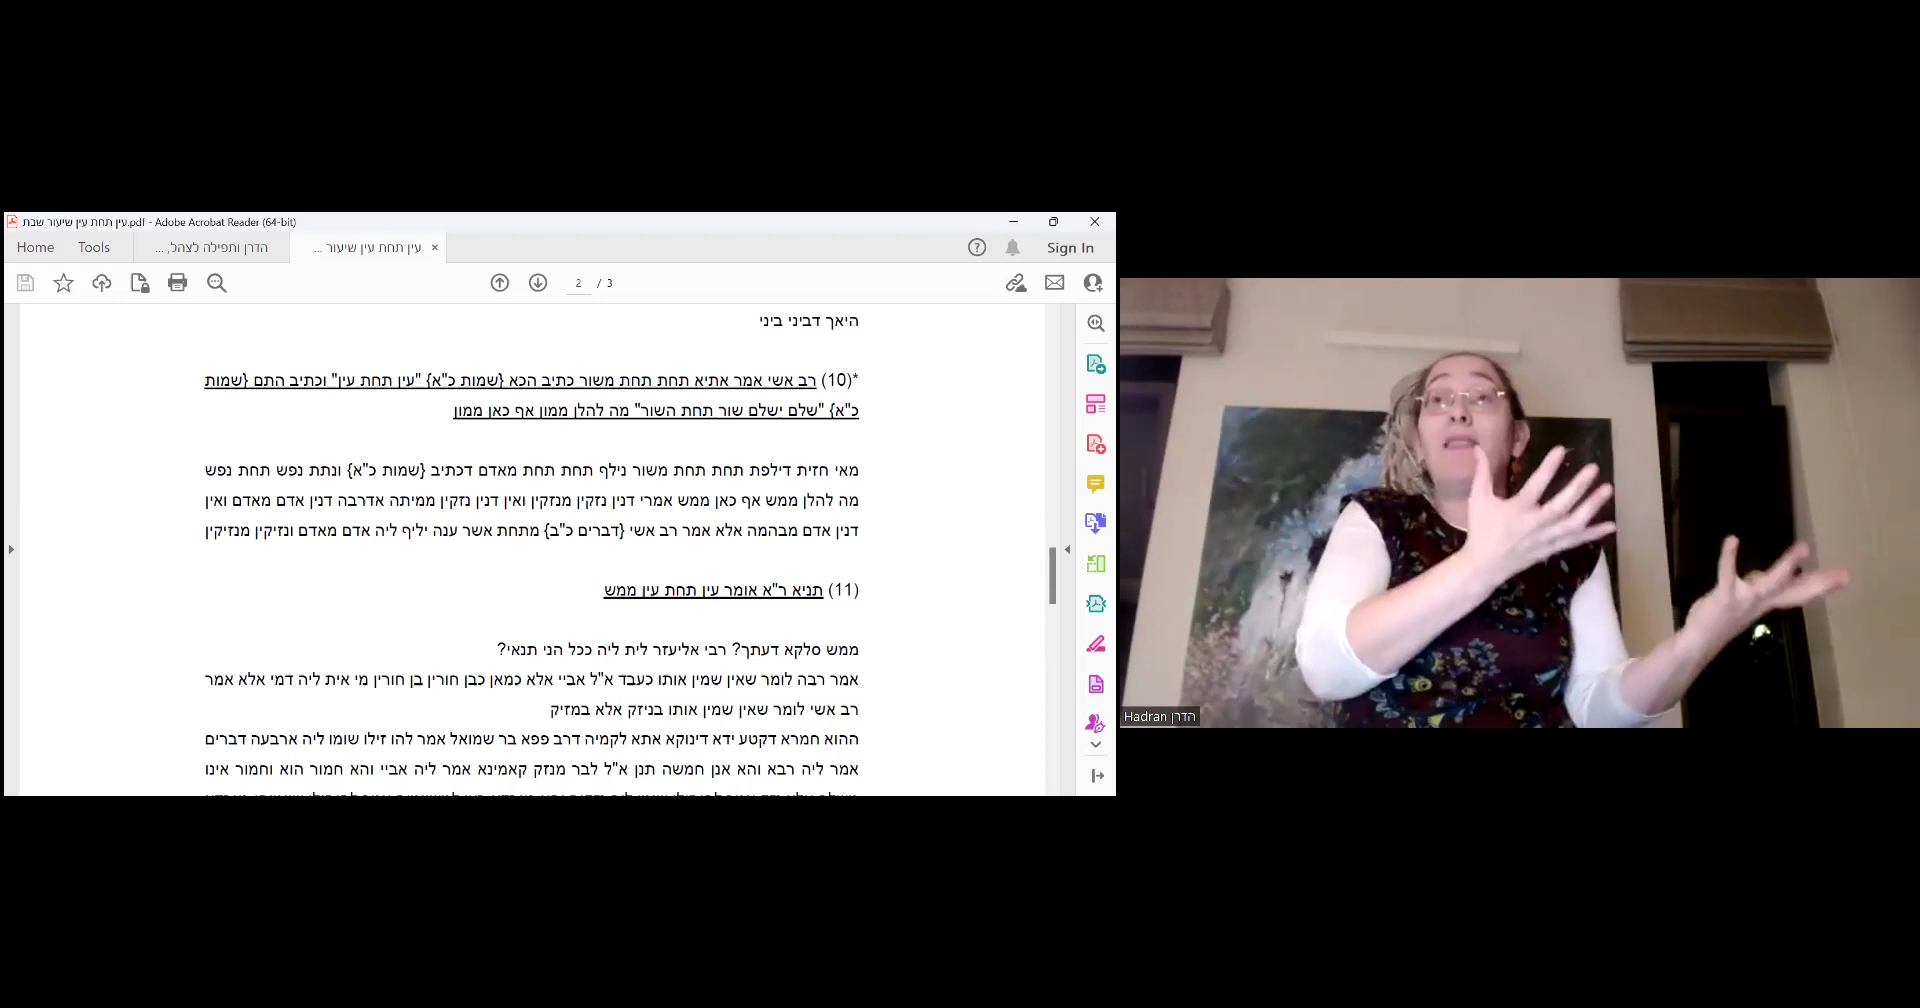 עין תחת עין שיעור שבת.pdf - Adobe Acrobat Reader (64-bit)
Home Tools הדרן ותפילה לצהל, ... עין תחת עין שיעור ... × Sign In
2 / 3
היאך דביני ביני
*(10) רב אשי אמר אתיא תחת תחת משור כתיב הכא {שמות כ"א} "עין תחת עין" וכתיב התם {שמות
כ"א} "שלם ישלם שור תחת השור" מה להלן ממון אף כאן ממון
מאי חזית דילפת תחת תחת משור נילף תחת תחת מאדם דכתיב {שמות כ"א} ונתת נפש תחת נפש
מה להלן ממש אף כאן ממש אמרי דנין נזקין מנזקין ואין דנין נזקין ממיתה אדרבה דנין אדם מאדם ואין
דנין אדם מבהמה אלא אמר רב אשי {דברים כ"ב} מתחת אשר ענה יליף ליה אדם מאדם ונזיקין מנזיקין
(11) תניא ר"א אומר עין תחת עין ממש
ממש סלקא דעתך? רבי אליעזר לית ליה ככל הני תנאי?
אמר רבה לומר שאין שמין אותו כעבד א"ל אביי אלא כמאן כבן חורין בן חורין מי אית ליה דמי אלא אמר
רב אשי לומר שאין שמין אותו בניזק אלא במזיק
ההוא חמרא דקטע ידא דינוקא אתא לקמיה דרב פפא בר שמואל אמר להו זילו שומו ליה ארבעה דברים
אמר ליה רבא והא אנן חמשה תנן א"ל לבר מנזק קאמינא אמר ליה אביי והא חמור הוא וחמור אינו
Hadran הדרן